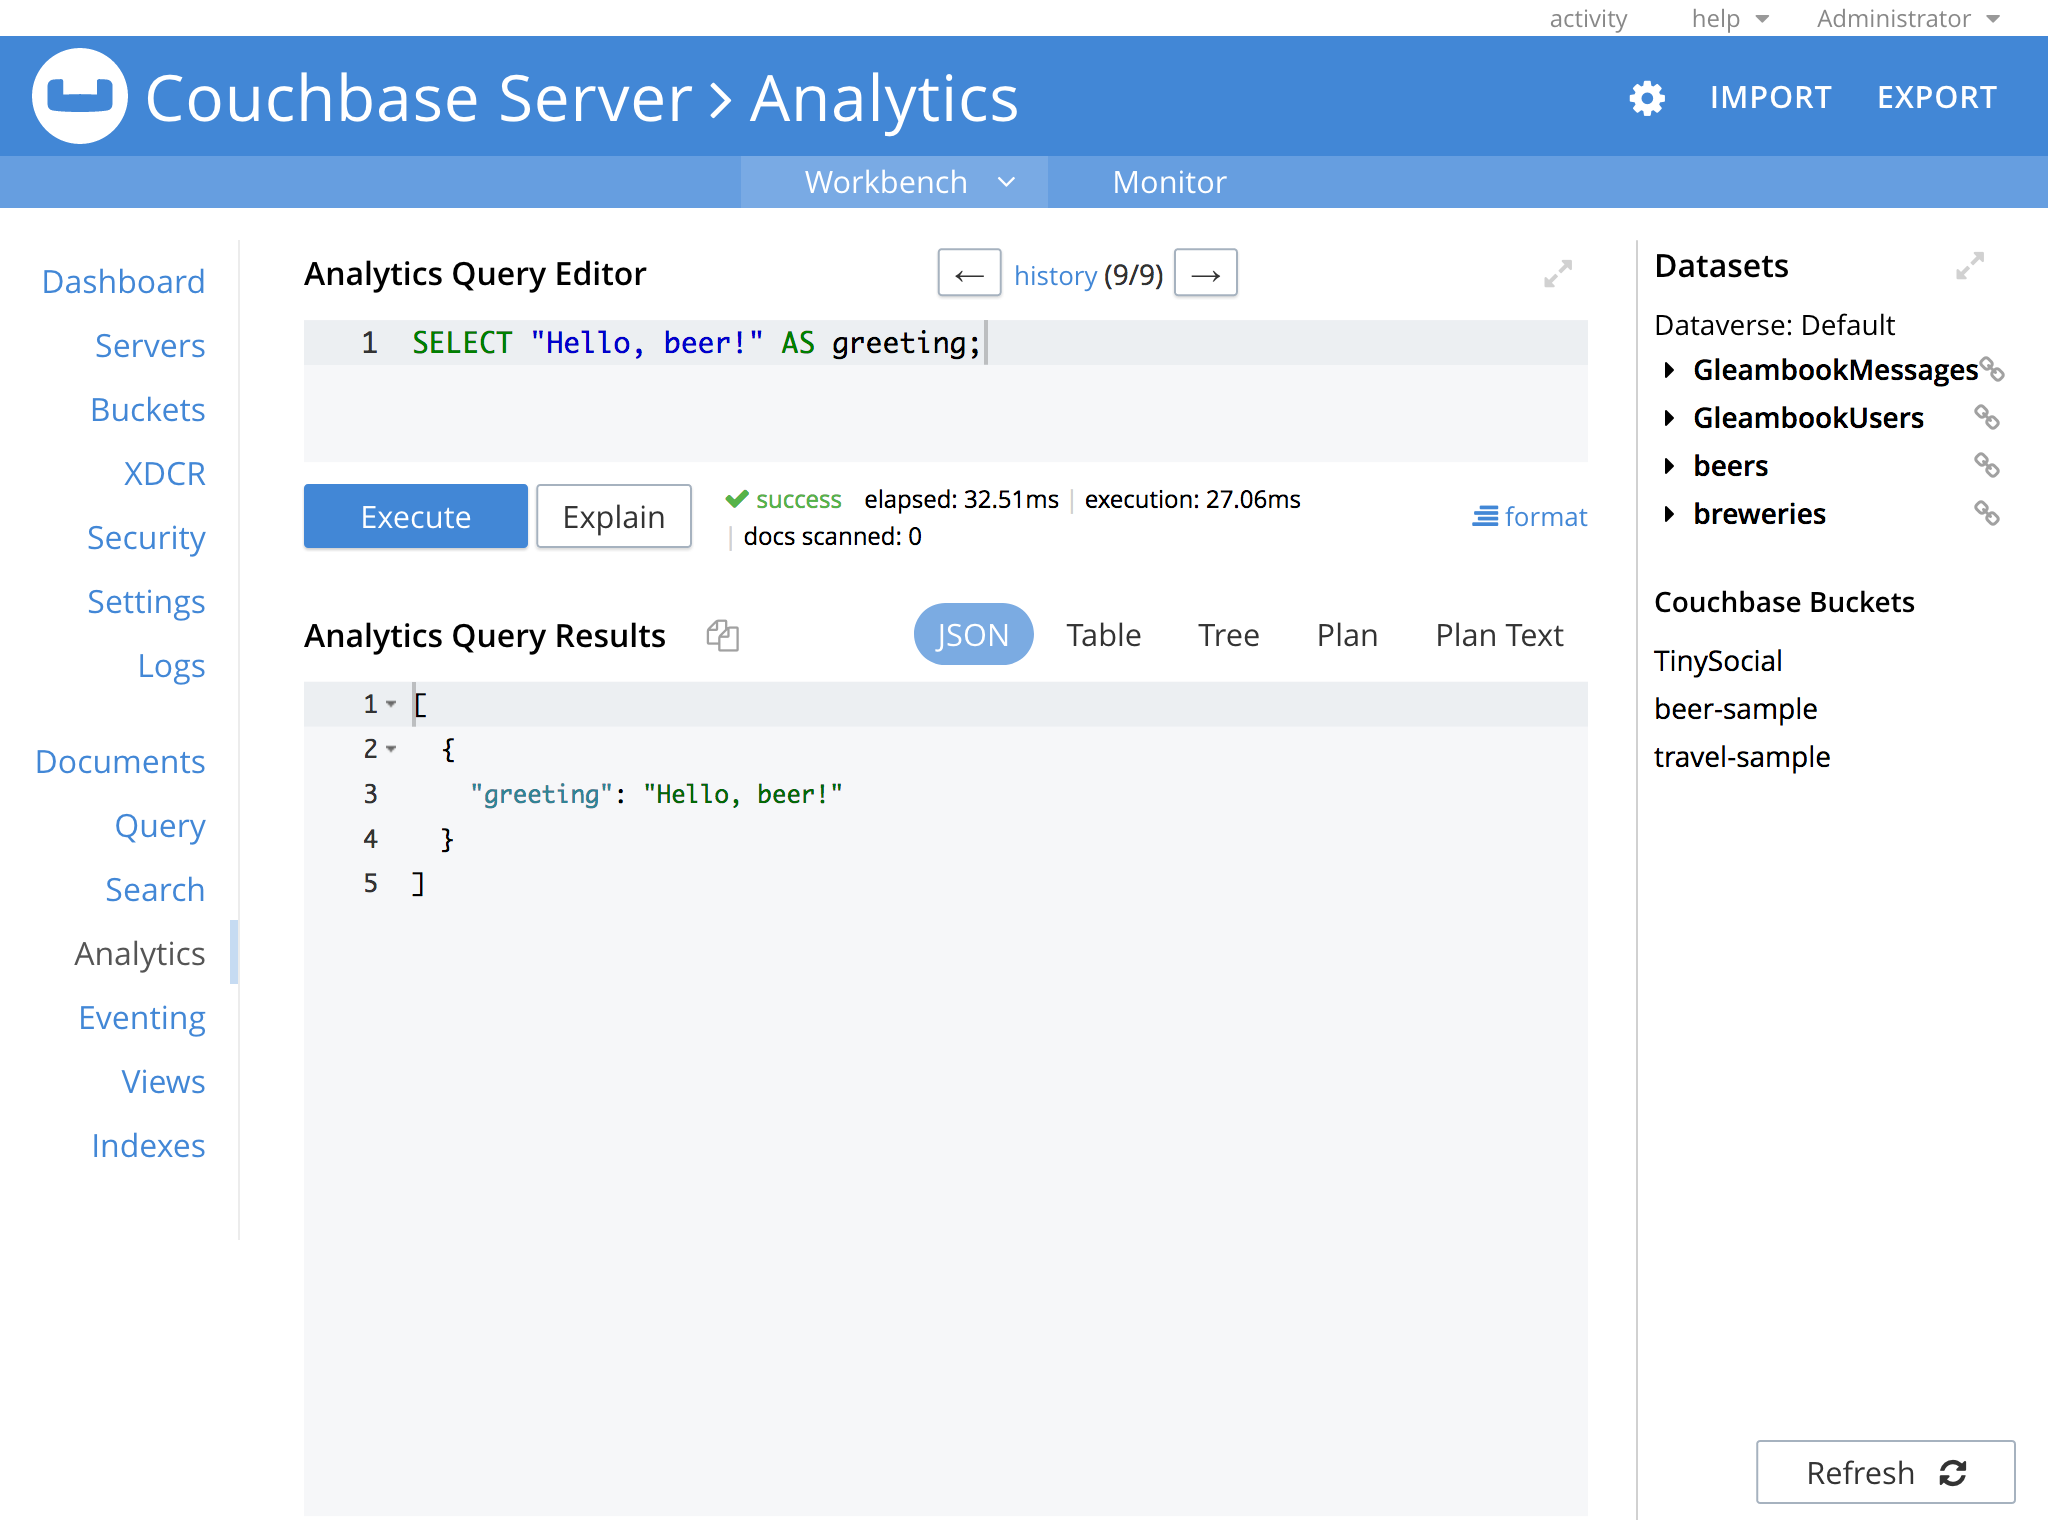 activity help Administrator
Couchbase Server > Analytics IMPORT EXPORT
Workbench Monitor
Dashboard
Servers
Buckets
XDCR
Security
Settings
Logs
Documents
Query
Search
Analytics
Eventing
Views
Indexes
Analytics Query Editor ← history (9/9) →
1 SELECT "Hello, beer!" AS greeting;
Execute Explain success elapsed: 32.51ms | execution: 27.06ms
| docs scanned: 0
format
Analytics Query Results JSON Table Tree Plan Plan Text
1 [
2 {
3 "greeting": "Hello, beer!"
4 }
5 ]
Datasets
Dataverse: Default
GleambookMessages
GleambookUsers
beers
breweries
Couchbase Buckets
TinySocial
beer-sample
travel-sample
Refresh